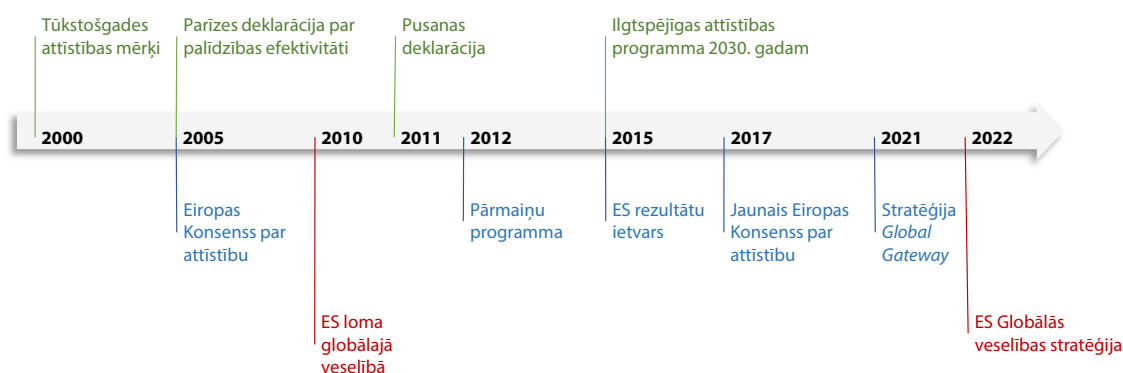 Tūkstošgades
attīstības mērķi
Parīzes deklarācija par
palīdzības efektivitāti
Pusanas
deklarācija
Ilgtspējīgas attīstības
programma 2030. gadam
2000
2005
2010
2011
2012
2015
2017
2021
2022
Eiropas
Konsenss par
attīstību
Pārmaiņu
programma
ES rezultātu
ietvars
Jaunais Eiropas
Konsenss par
attīstību
Stratēģija
Global
Gateway
ES loma
globālajā
veselībā
ES Globālās
veselības stratēģija